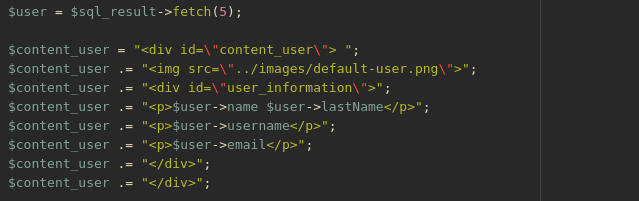 $user = $sql_result->fetch(5);
$content_user = "<div id=\"content_user\"> ";
$content_user .= "<img src=\"../images/default-user.png\">";
$content_user .= "<div id=\"user_information\">";
$content_user .= "<p>$user->name $user->lastName</p>";
$content_user .= "<p>$user->username</p>";
$content_user .= "<p>$user->email</p>";
$content_user .= "</div>";
$content_user .= "</div>";